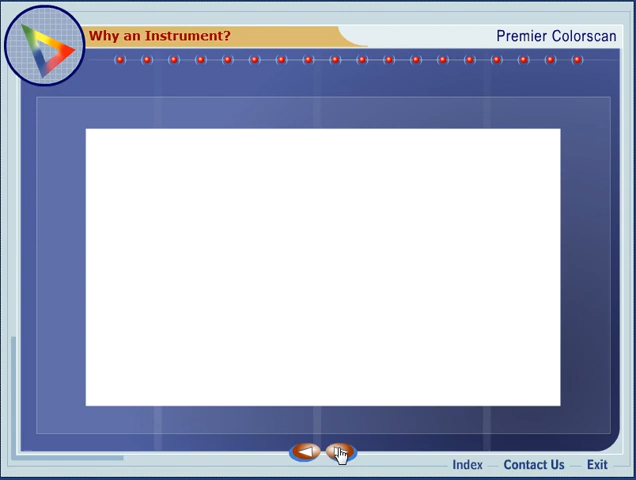 Why an Instrument?
Premier Colorscan
Index
Contact Us
Exit